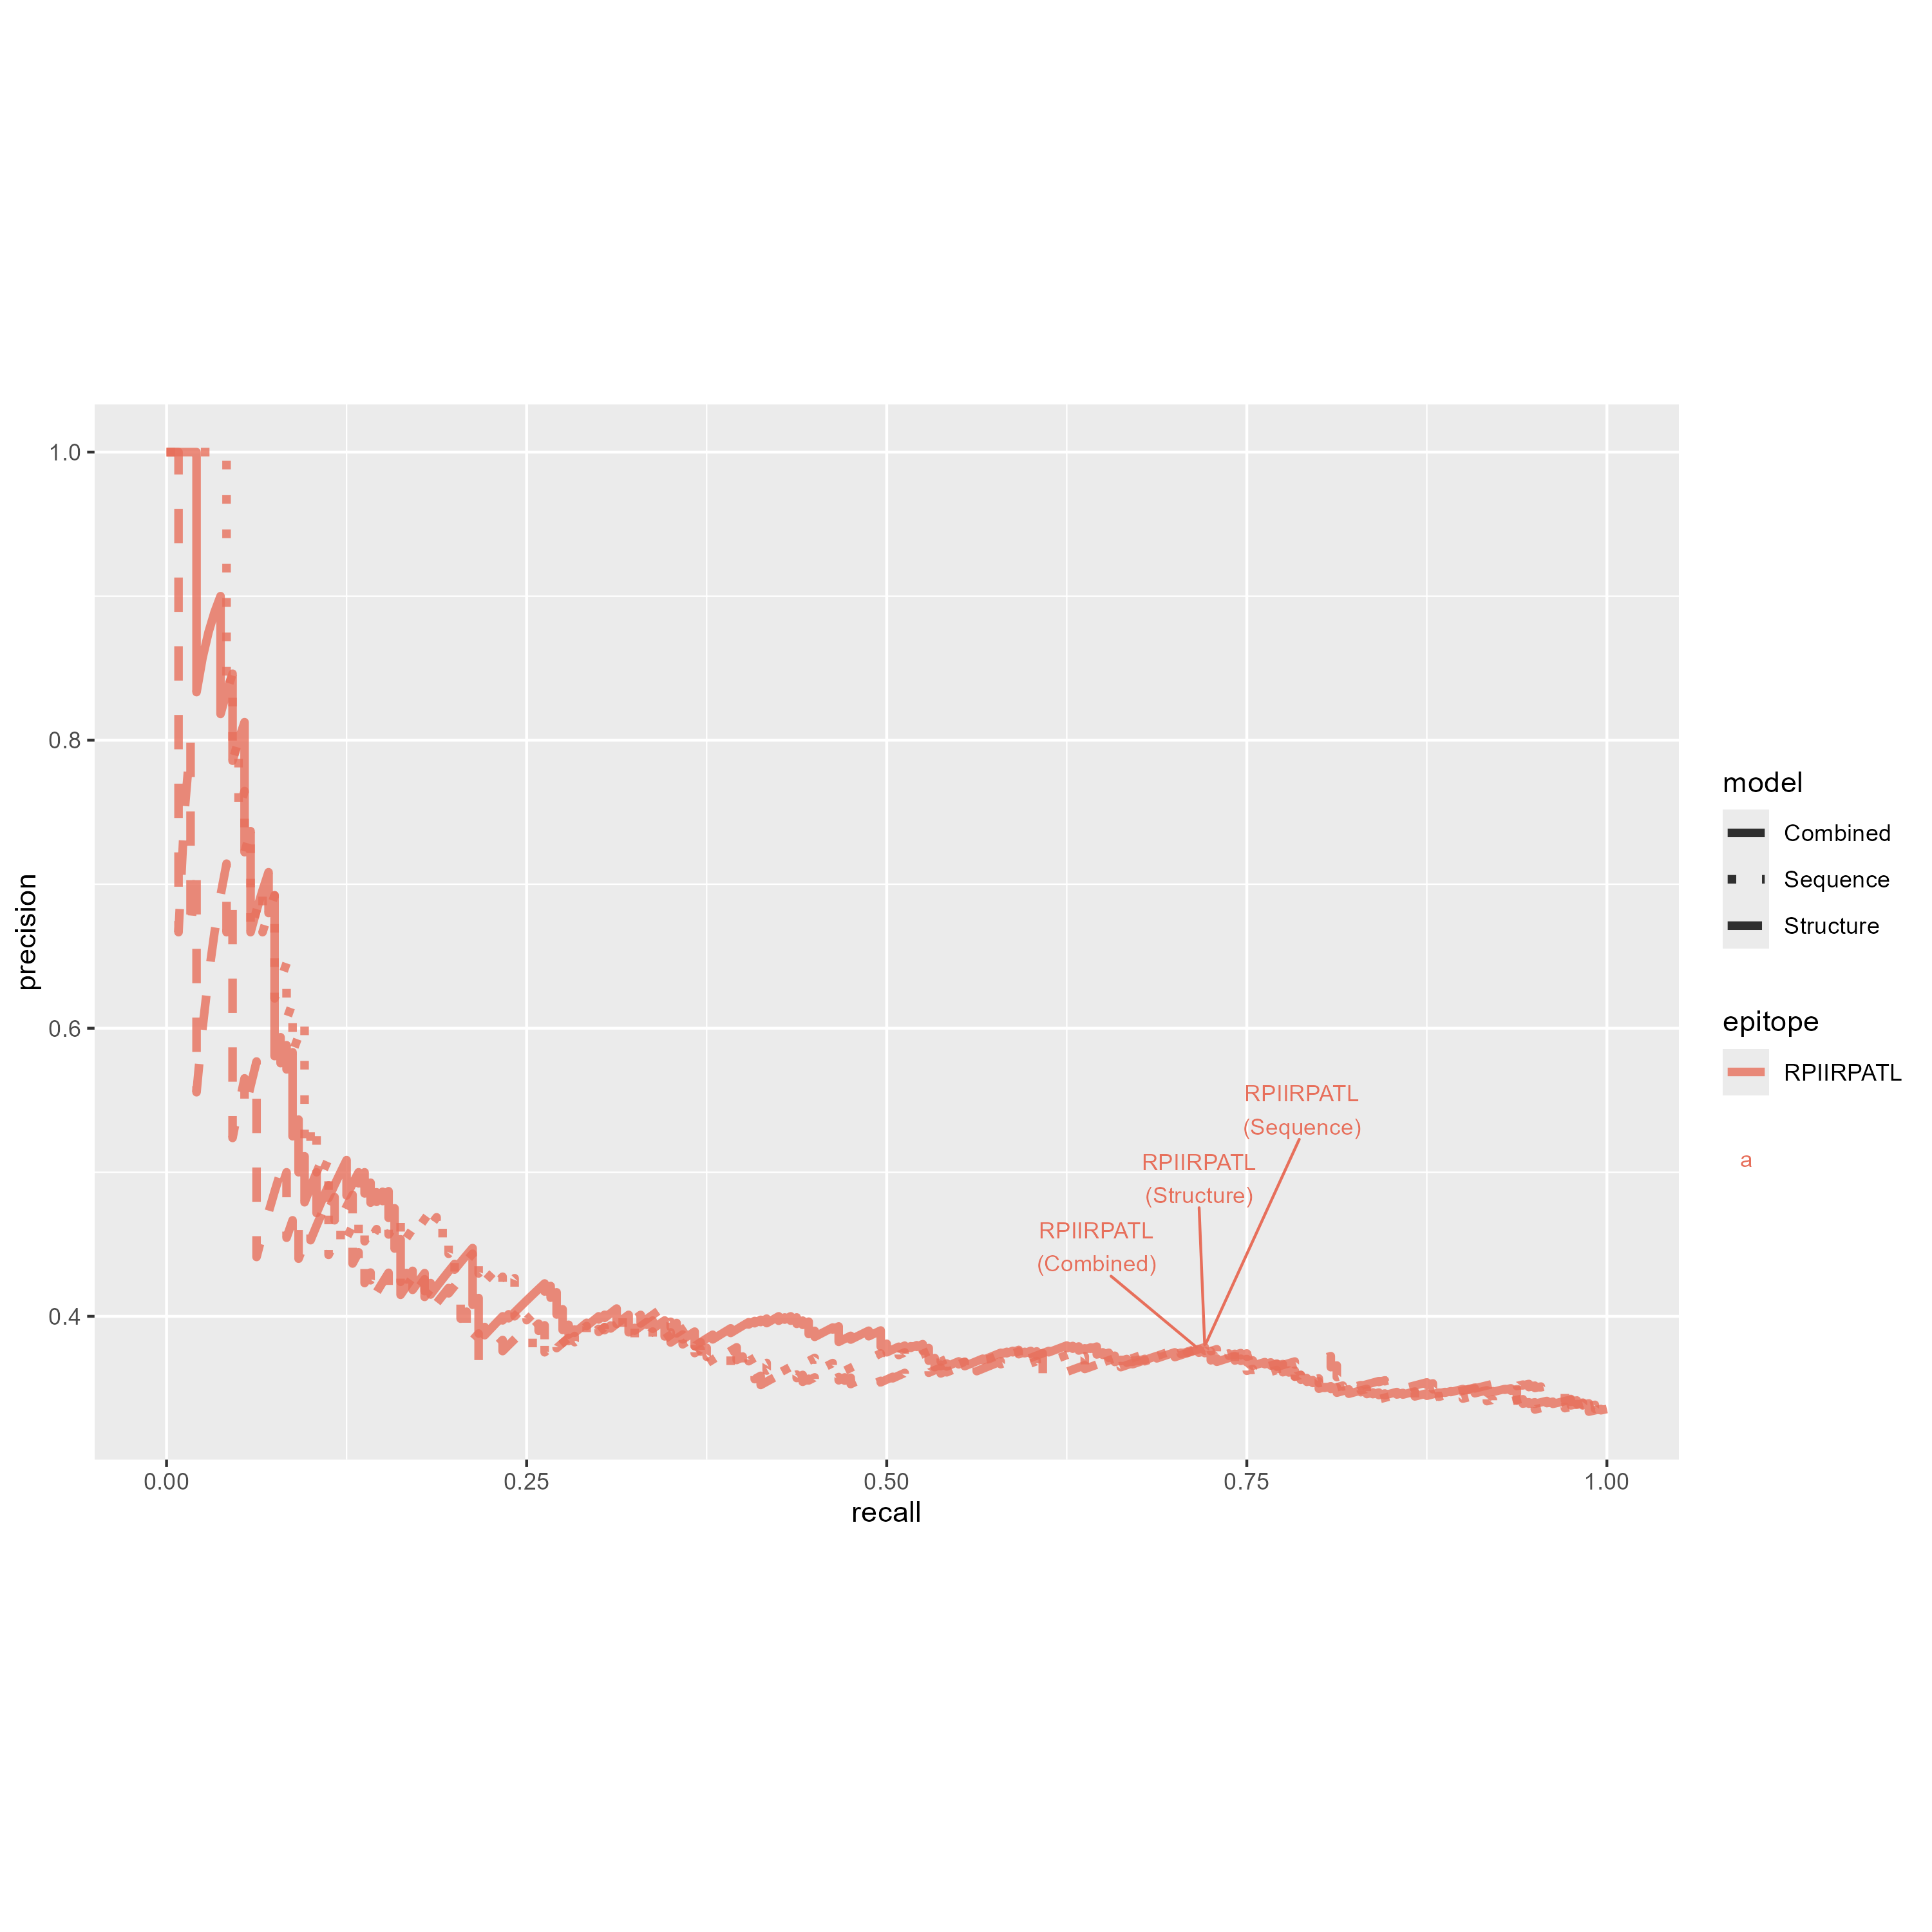 1.0
0.8
0.6
0.4
precision
0.00
0.25
0.50
0.75
1.00
recall
RPIIRPATL
(Sequence)
RPIIRPATL
(Structure)
RPIIRPATL
(Combined)
model
Combined
Sequence
Structure
epitope
RPIIRPATL
a